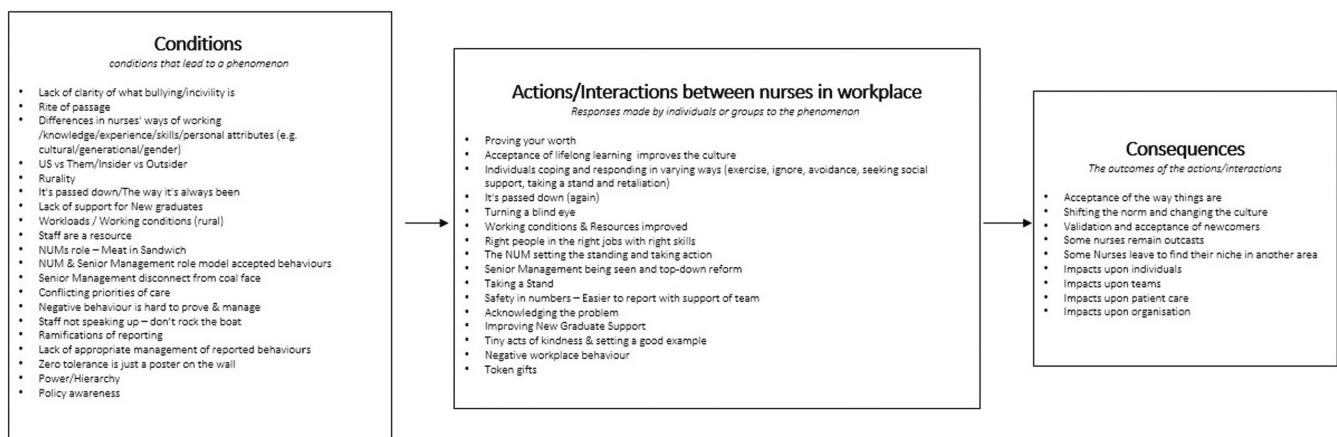 Conditions
conditions that lead to a phenomenon
• Lack of clarity of what bullying/incivility is
• Rite of passage
• Differences in nurses' ways of working
/knowledge/experience/skills/personal attributes (e.g.
cultural/generational/gender)
• US vs Them/Insider vs Outsider
• Rurality
• It's passed down/The way it's always been
• Lack of support for New graduates
• Workloads / Working conditions (rural)
• Staff are a resource
• NUMs role – Meat in Sandwich
• NUM & Senior Management role model accepted behaviours
• Senior Management disconnect from coal face
• Conflicting priorities of care
• Negative behaviour is hard to prove & manage
• Staff not speaking up – don't rock the boat
• Ramifications of reporting
• Lack of appropriate management of reported behaviours
• Zero tolerance is just a poster on the wall
• Power/Hierarchy
• Policy awareness
Actions/Interactions between nurses in workplace
Responses made by individuals or groups to the phenomenon
• Proving your worth
• Acceptance of lifelong learning improves the culture
• Individuals coping and responding in varying ways (exercise, ignore, avoidance, seeking social
support, taking a stand and retaliation)
• It's passed down (again)
• Turning a blind eye
• Working conditions & Resources improved
• Right people in the right jobs with right skills
• The NUM setting the standing and taking action
• Senior Management being seen and top-down reform
• Taking a Stand
• Safety in numbers – Easier to report with support of team
• Acknowledging the problem
• Improving New Graduate Support
• Tiny acts of kindness & setting a good example
• Negative workplace behaviour
• Token gifts
Consequences
The outcomes of the actions/interactions
• Acceptance of the way things are
• Shifting the norm and changing the culture
• Validation and acceptance of newcomers
• Some nurses remain outcasts
• Some Nurses leave to find their niche in another area
• Impacts upon individuals
• Impacts upon teams
• Impacts upon patient care
• Impacts upon organisation